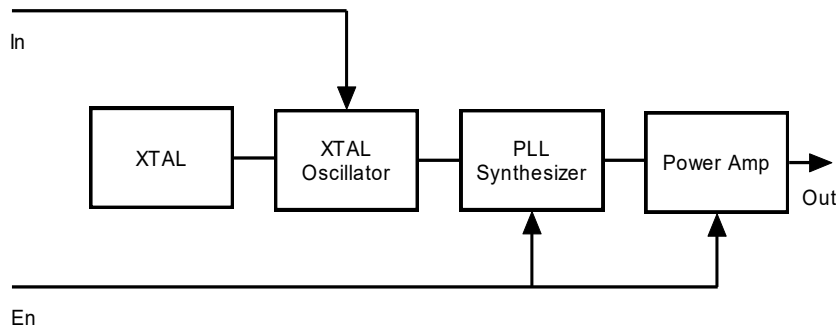 In
XTAL
XTAL
Oscillator
PLL
Synthesizer
Power Amp
Out
En